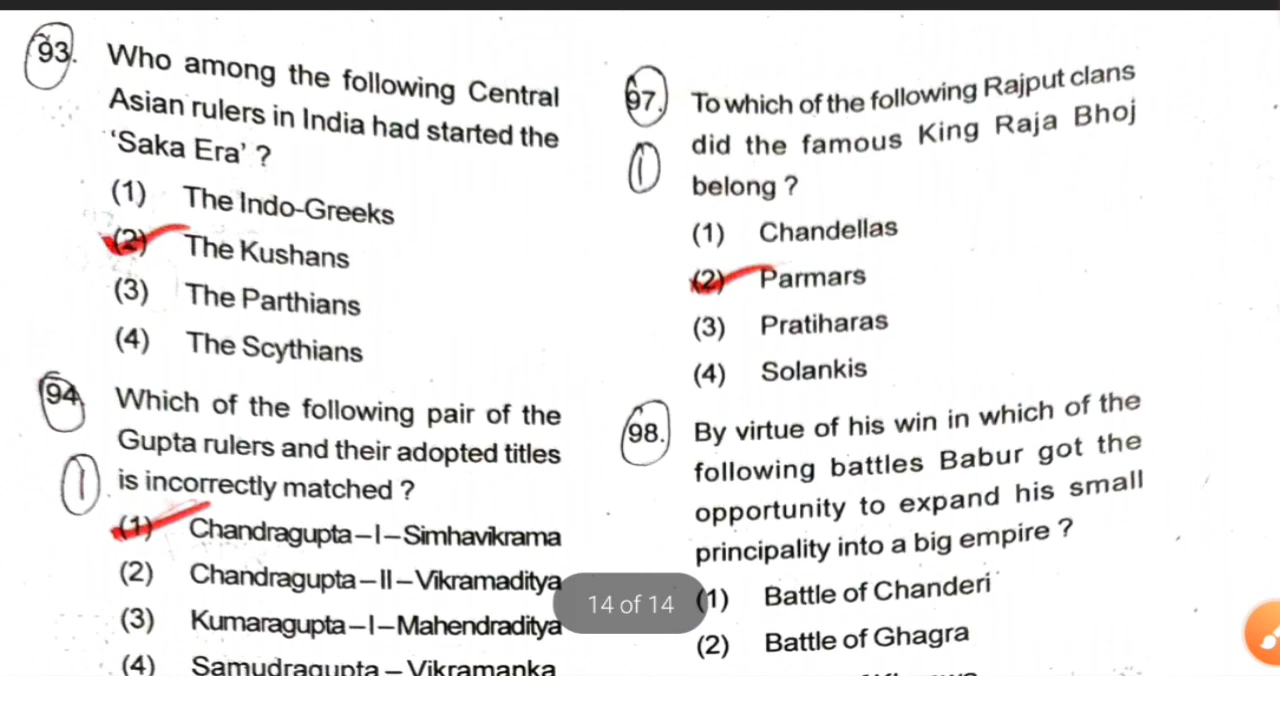 93. Who among the following Central
Asian rulers in India had started the
'Saka Era' ?
(1) The Indo-Greeks
(2) The Kushans
(3) The Parthians
(4) The Scythians
94. Which of the following pair of the
Gupta rulers and their adopted titles
is incorrectly matched ?
(1) Chandragupta–I–Simhavikrama
(2) Chandragupta–II–Vikramaditya
(3) Kumaragupta–I–Mahendraditya
(4) Samudragupta – Vikramanka
97. To which of the following Rajput clans
did the famous King Raja Bhoj
belong ?
(1) Chandellas
(2) Parmars
(3) Pratiharas
(4) Solankis
98. By virtue of his win in which of the
following battles Babur got the
opportunity to expand his small
principality into a big empire ?
(1) Battle of Chanderi
(2) Battle of Ghagra
14 of 14